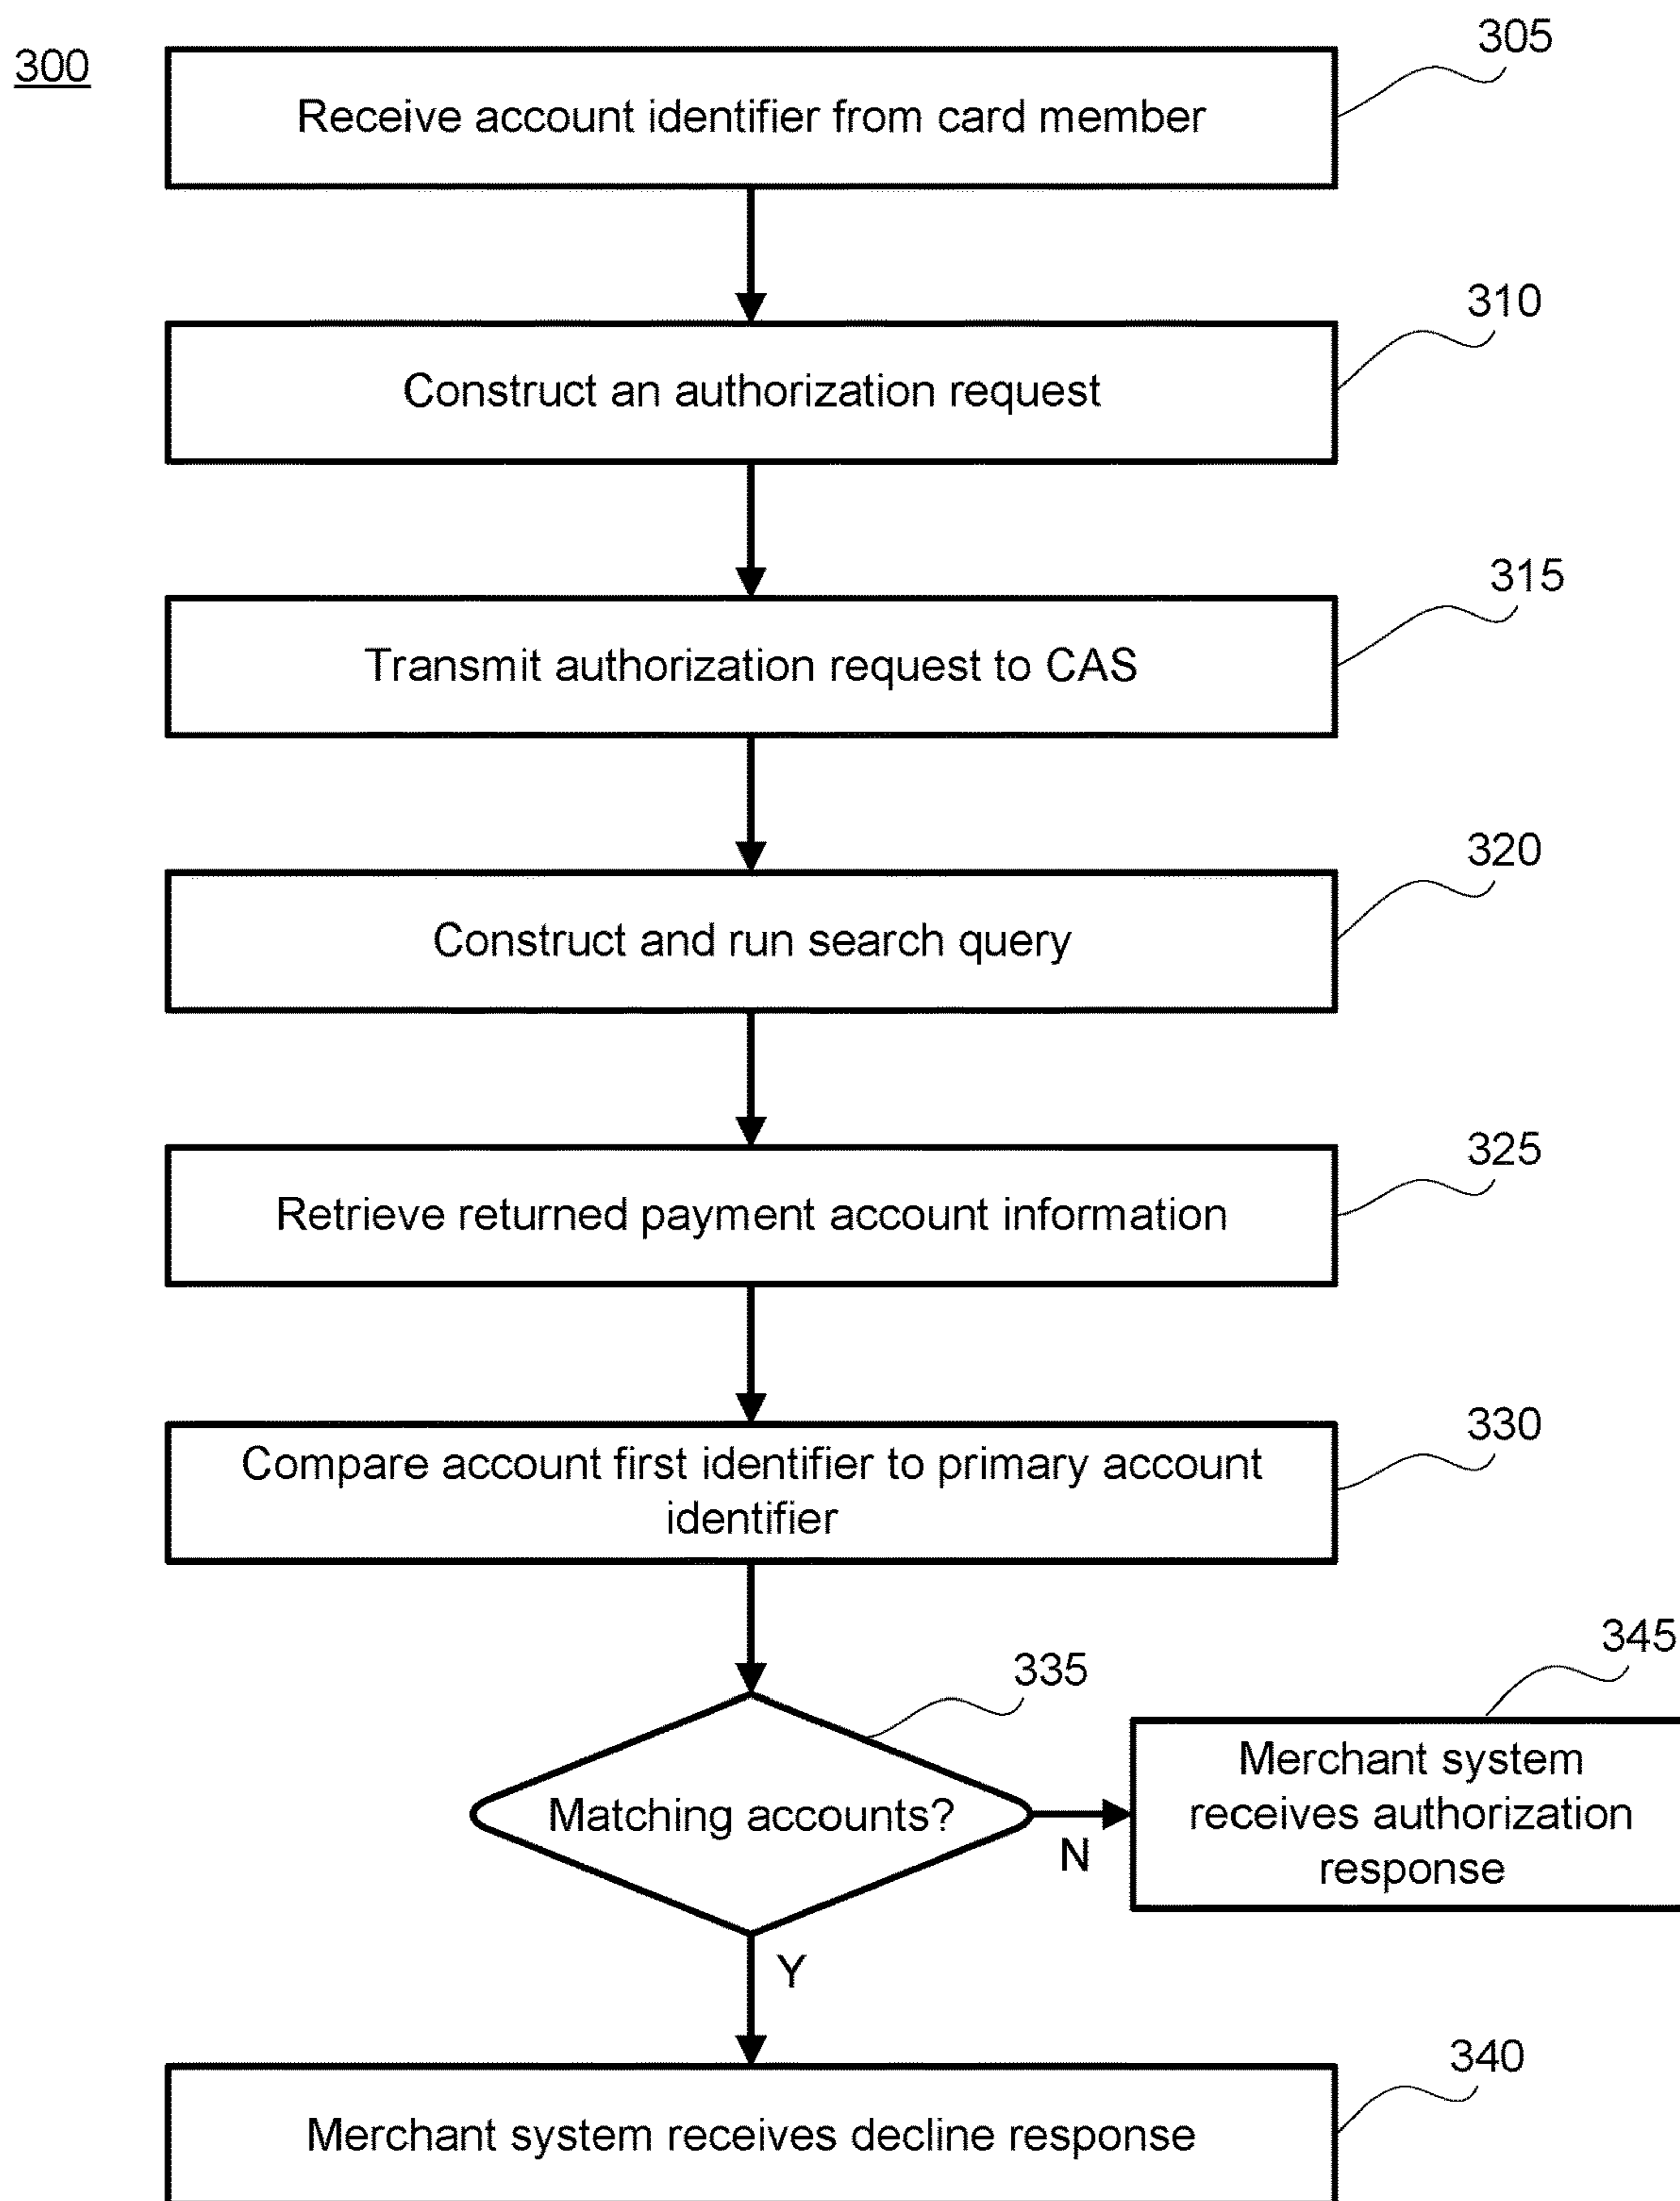 300
305
Receive account identifier from card member
310
Construct an authorization request
315
Transmit authorization request to CAS
320
Construct and run search query
325
Retrieve returned payment account information
330
Compare account first identifier to primary account
identifier
335
345
Matching accounts?
N
Merchant system
receives authorization
response
Y
340
Merchant system receives decline response